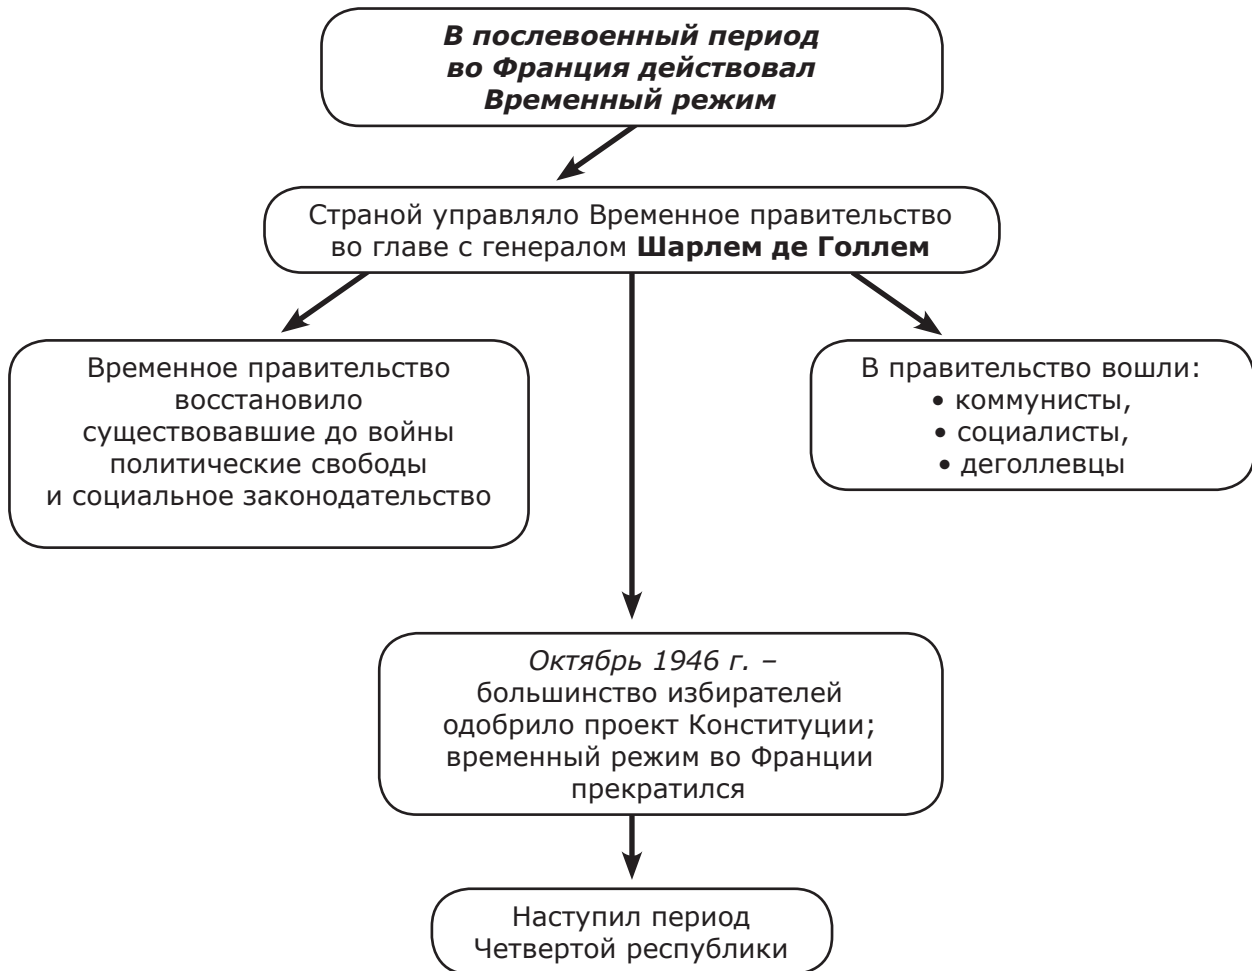 В послевоенный период
во Франция действовал
Временный режим
Страной управляло Временное правительство
во главе с генералом Шарлем де Голлем
Временное правительство
восстановило
существовавшие до войны
политические свободы
и социальное законодательство
В правительство вошли:
• коммунисты,
• социалисты,
• деголлевцы
Октябрь 1946 г. –
большинство избирателей
одобрило проект Конституции;
временный режим во Франции
прекратился
Наступил период
Четвертой республики